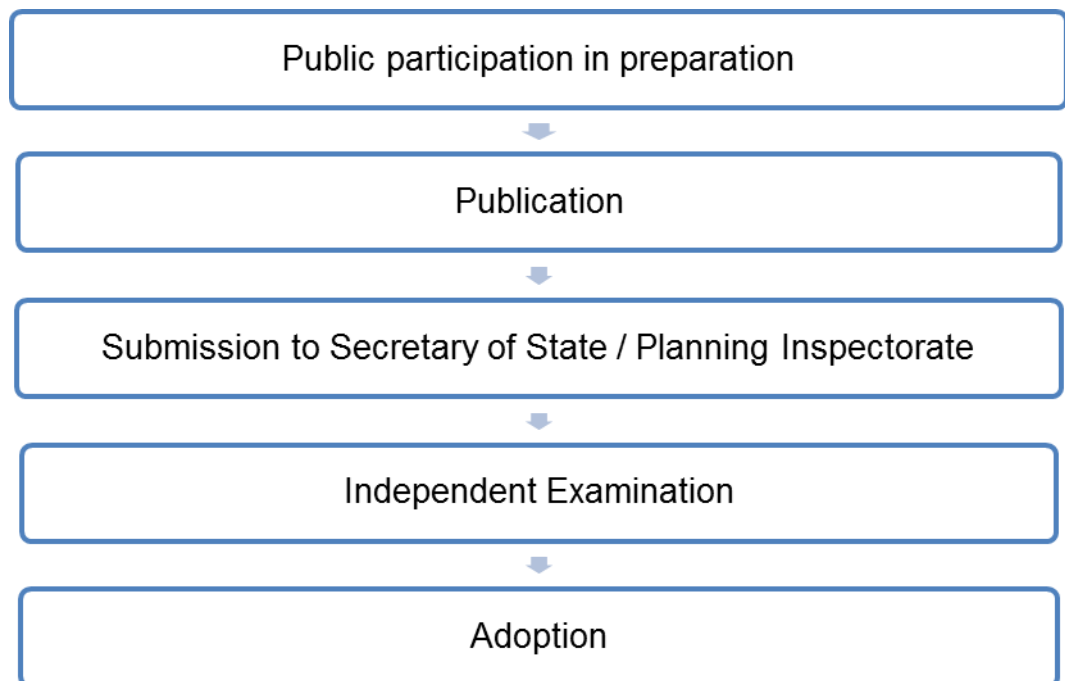 Public participation in preparation
Publication
Submission to Secretary of State / Planning Inspectorate
Independent Examination
Adoption